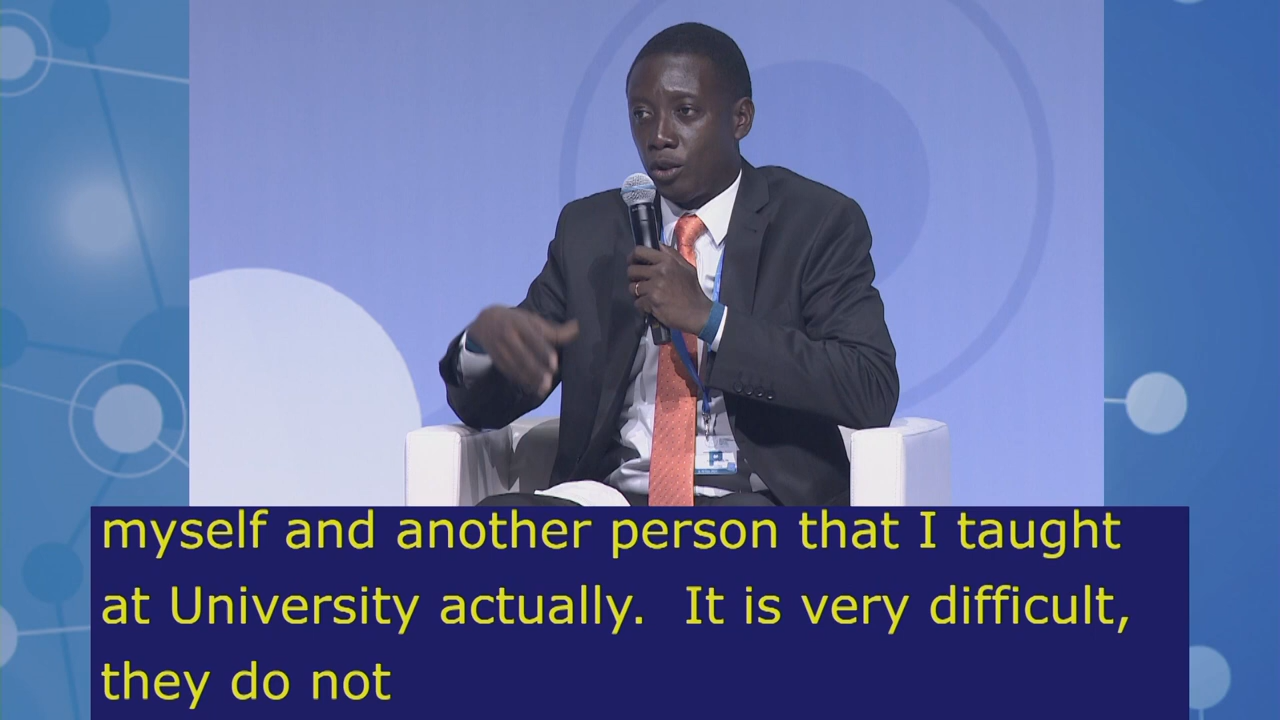 myself and another person that I taught
at University actually.  It is very difficult,
they do not